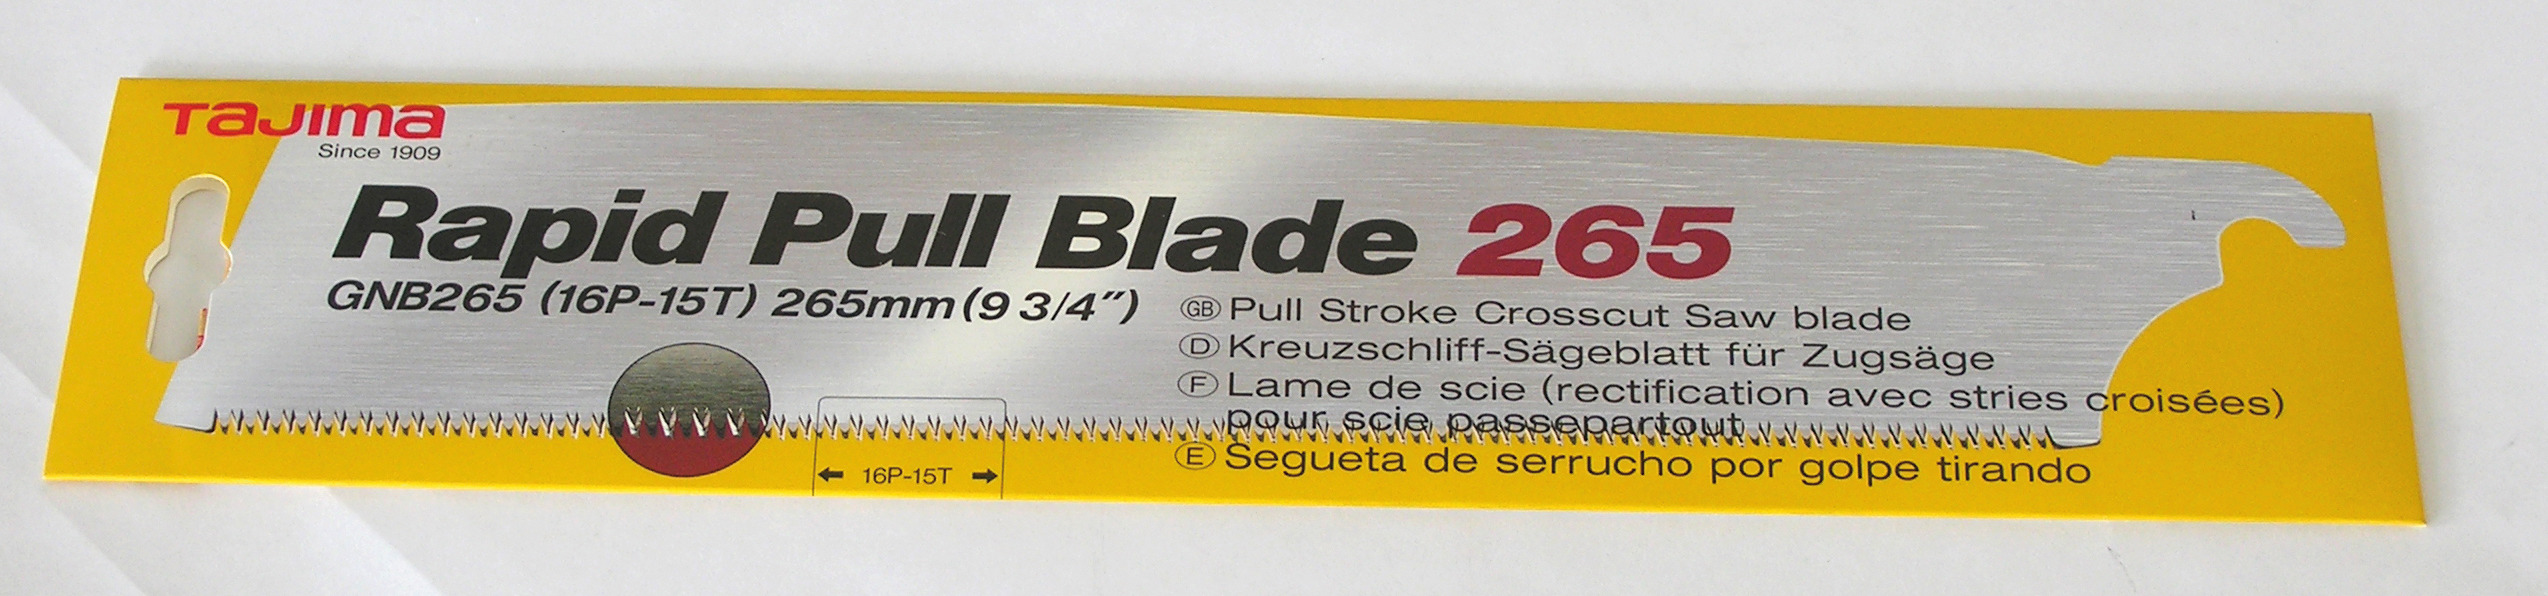 TaJIma
Since 1909
Rapid Pull Blade 265
GNB265 (16P-15T) 265mm (9 3/4")
GB Pull Stroke Crosscut Saw blade
D Kreuzschliff-Sägeblatt für Zugsäge
F Lame de scie (rectification avec stries croisées)
pour scie passepartout
E Segueta de serrucho por golpe tirando
16P-15T